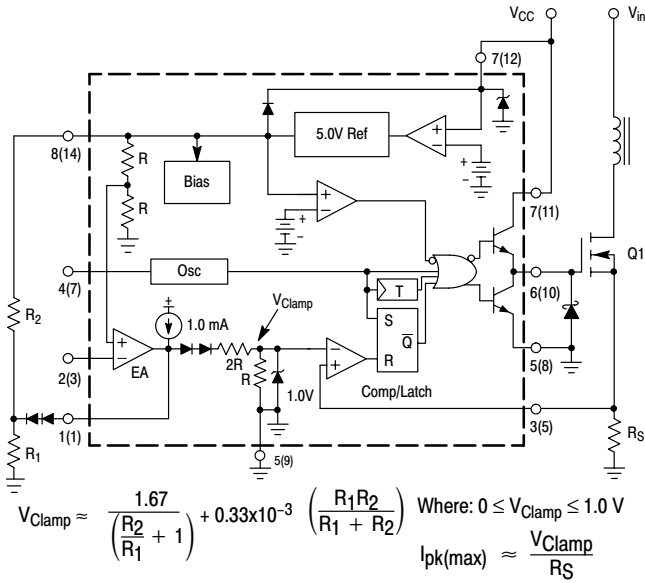 VCC
Vin
7(12)
8(14)
R
R
Bias
5.0V Ref
+
−
+
−
+
−
+
−
7(11)
Q1
4(7)
Osc
T
6(10)
R2
±
1.0 mA
VClamp
S
Q̅
R
2(3)
+
−
EA
2R
R
1.0V
−
+
Comp/Latch
5(8)
1(1)
3(5)
R1
5(9)
RS
VClamp ≈ 1.67 / (R2/R1 + 1) + 0.33x10−3 (R1R2 / R1 + R2) Where: 0 ≤ VClamp ≤ 1.0 V
Ipk(max) ≈ VClamp / RS